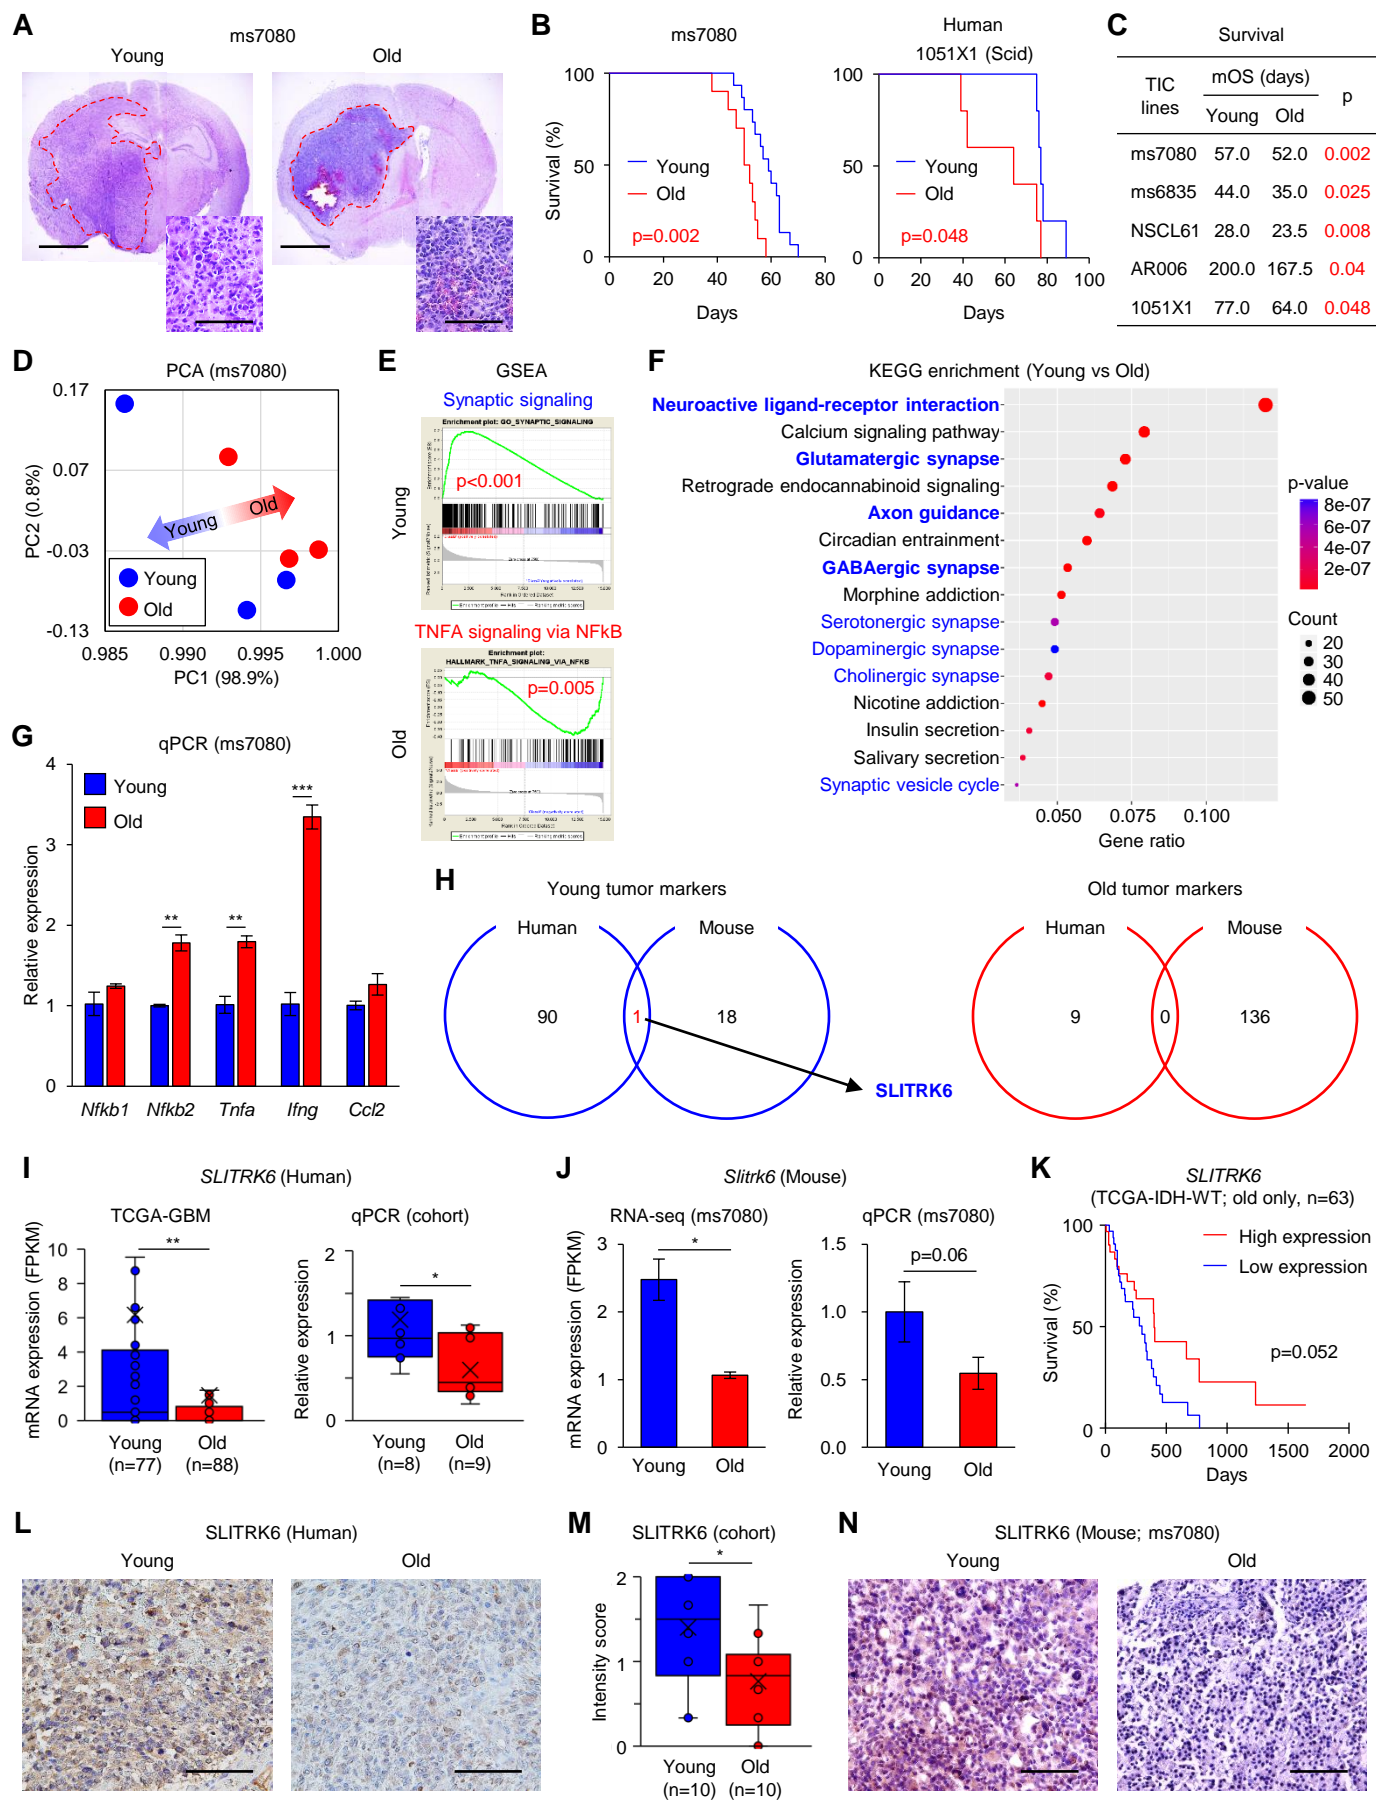 A
ms7080
Young
Old
B
ms7080
Human
1051X1 (Scid)
Survival (%)
100
50
0
Young
Old
p=0.002
0 20 40 60 80
Days
100
50
0
Young
Old
p=0.048
0 20 40 60 80 100
Days
C
Survival
TIC lines
mOS (days)
p
Young Old
ms7080 57.0 52.0 0.002
ms6835 44.0 35.0 0.025
NSCL61 28.0 23.5 0.008
AR006 200.0 167.5 0.04
1051X1 77.0 64.0 0.048
D
PCA (ms7080)
PC2 (0.8%)
0.17
0.07
-0.03
-0.13
Young
Old
Young
Old
0.985 0.990 0.995 1.000
PC1 (98.9%)
E
GSEA
Synaptic signaling
Young
Enrichment plot: GO_SYNAPTIC_SIGNALING
p<0.001
TNFA signaling via NFkB
Old
Enrichment plot:
HALLMARK_TNFA_SIGNALING_VIA_NFKB
p=0.005
F
KEGG enrichment (Young vs Old)
Neuroactive ligand-receptor interaction
Calcium signaling pathway
Glutamatergic synapse
Retrograde endocannabinoid signaling
Axon guidance
Circadian entrainment
GABAergic synapse
Morphine addiction
Serotonergic synapse
Dopaminergic synapse
Cholinergic synapse
Nicotine addiction
Insulin secretion
Salivary secretion
Synaptic vesicle cycle
0.050 0.075 0.100
Gene ratio
p-value
8e-07
6e-07
4e-07
2e-07
Count
20
30
40
50
G
qPCR (ms7080)
Relative expression
4
3
2
1
0
Young
Old
**
**
***
Nfkb1 Nfkb2 Tnfa Ifng Ccl2
H
Young tumor markers
Human
Mouse
90
1
18
SLITRK6
Old tumor markers
Human
Mouse
9
0
136
I
SLITRK6 (Human)
TCGA-GBM
mRNA expression (FPKM)
10
8
6
4
2
0
**
Young
(n=77)
Old
(n=88)
qPCR (cohort)
Relative expression
2
1
0
*
Young
(n=8)
Old
(n=9)
J
Slitrk6 (Mouse)
RNA-seq (ms7080)
mRNA expression (FPKM)
3
2
1
0
*
Young
Old
qPCR (ms7080)
Relative expression
1.5
1.0
0.5
0.0
p=0.06
Young
Old
K
SLITRK6
(TCGA-IDH-WT; old only, n=63)
Survival (%)
100
50
0
High expression
Low expression
p=0.052
0 500 1000 1500 2000
Days
L
SLITRK6 (Human)
Young
Old
M
SLITRK6 (cohort)
Intensity score
2
1
0
*
Young
(n=10)
Old
(n=10)
N
SLITRK6 (Mouse; ms7080)
Young
Old